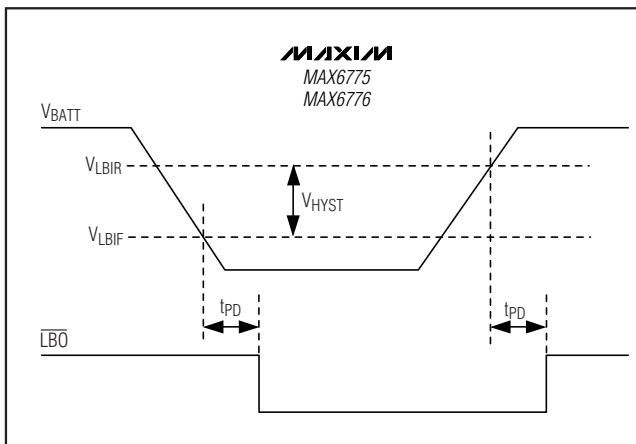 MAXIM
MAX6775
MAX6776
VBATT
VLBIR
VHYST
VLBIF
tPD
tPD
LBO